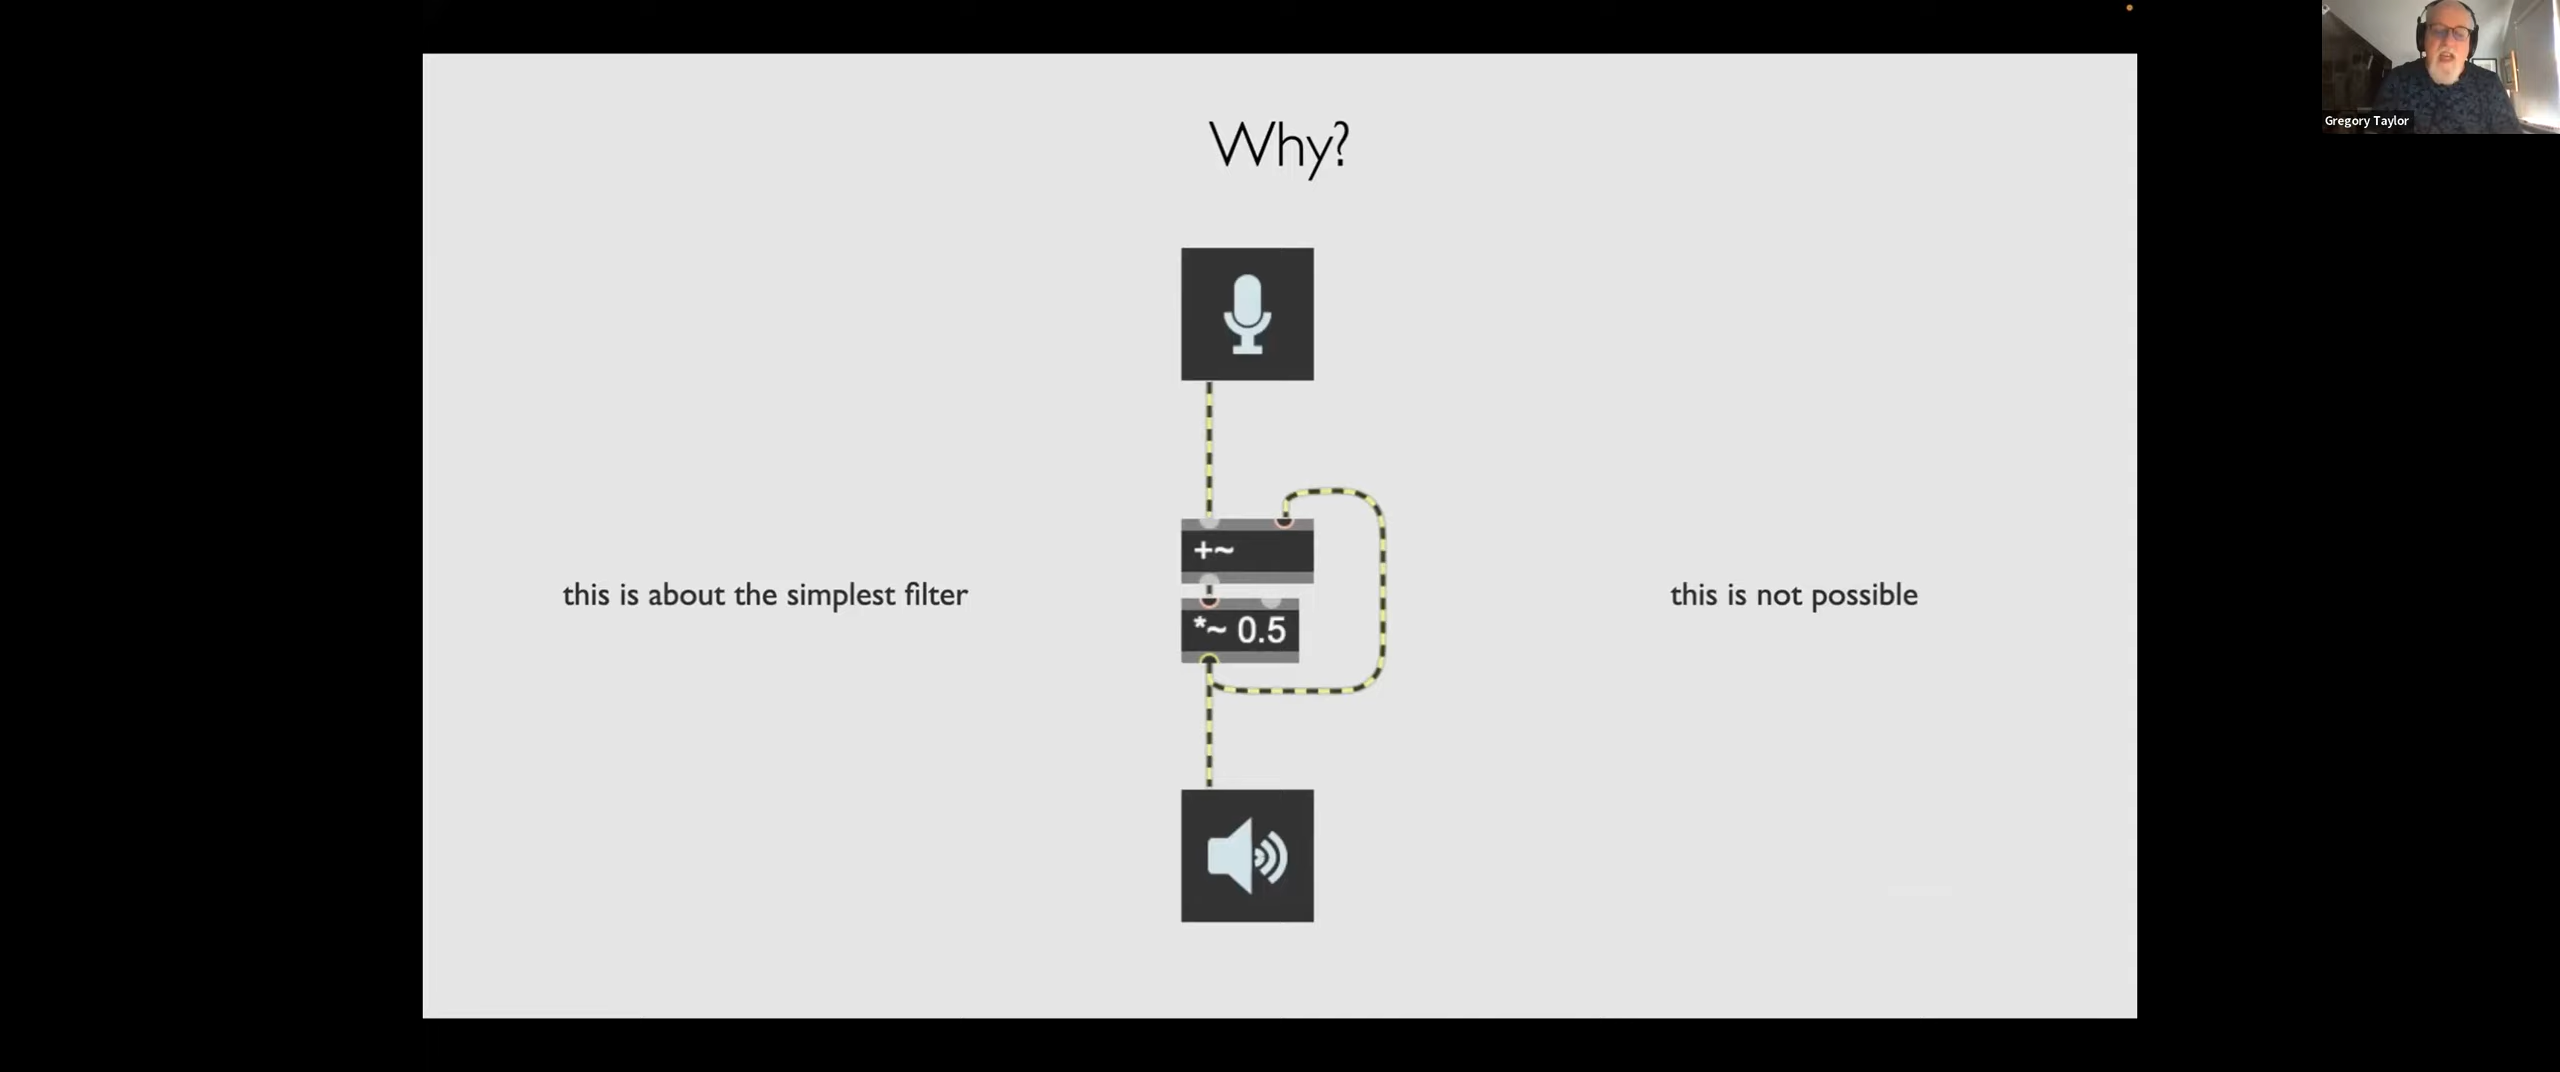 Gregory Taylor
Why?
+~
this is about the simplest filter
*~ 0.5
this is not possible